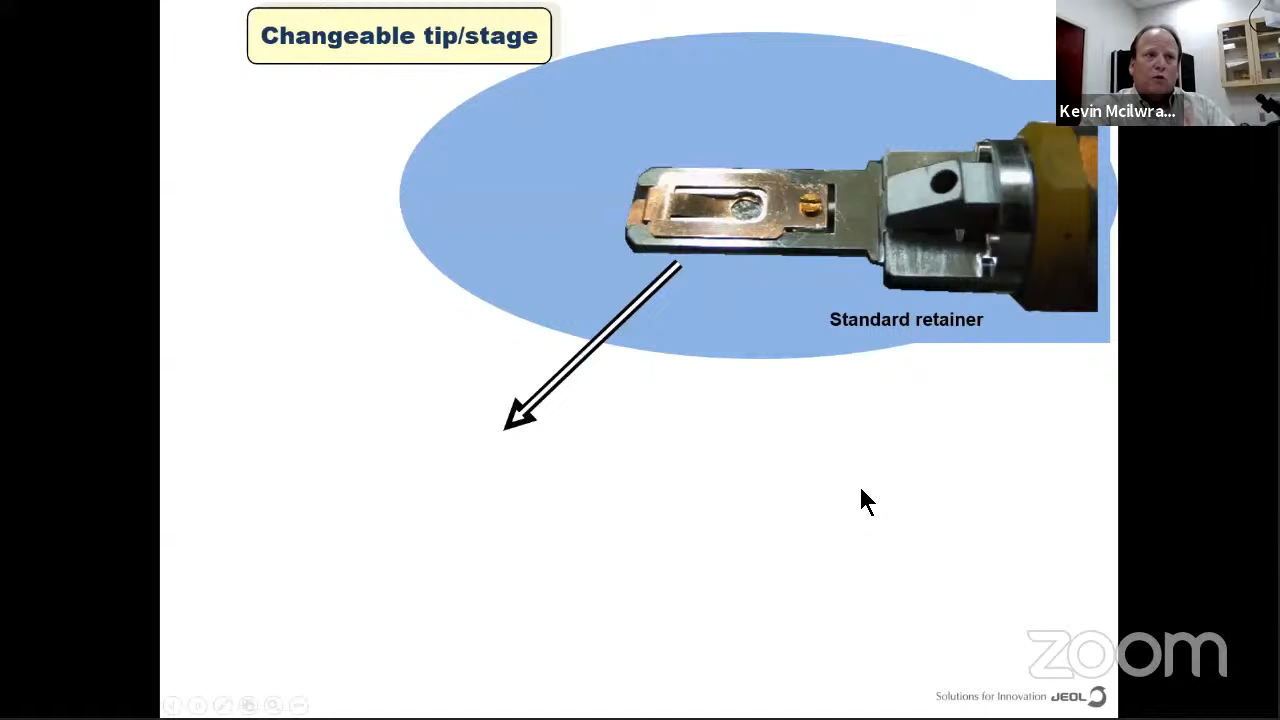 Changeable tip/stage
Kevin Mcilwra...
Standard retainer
zoom
Solutions for Innovation JEOL